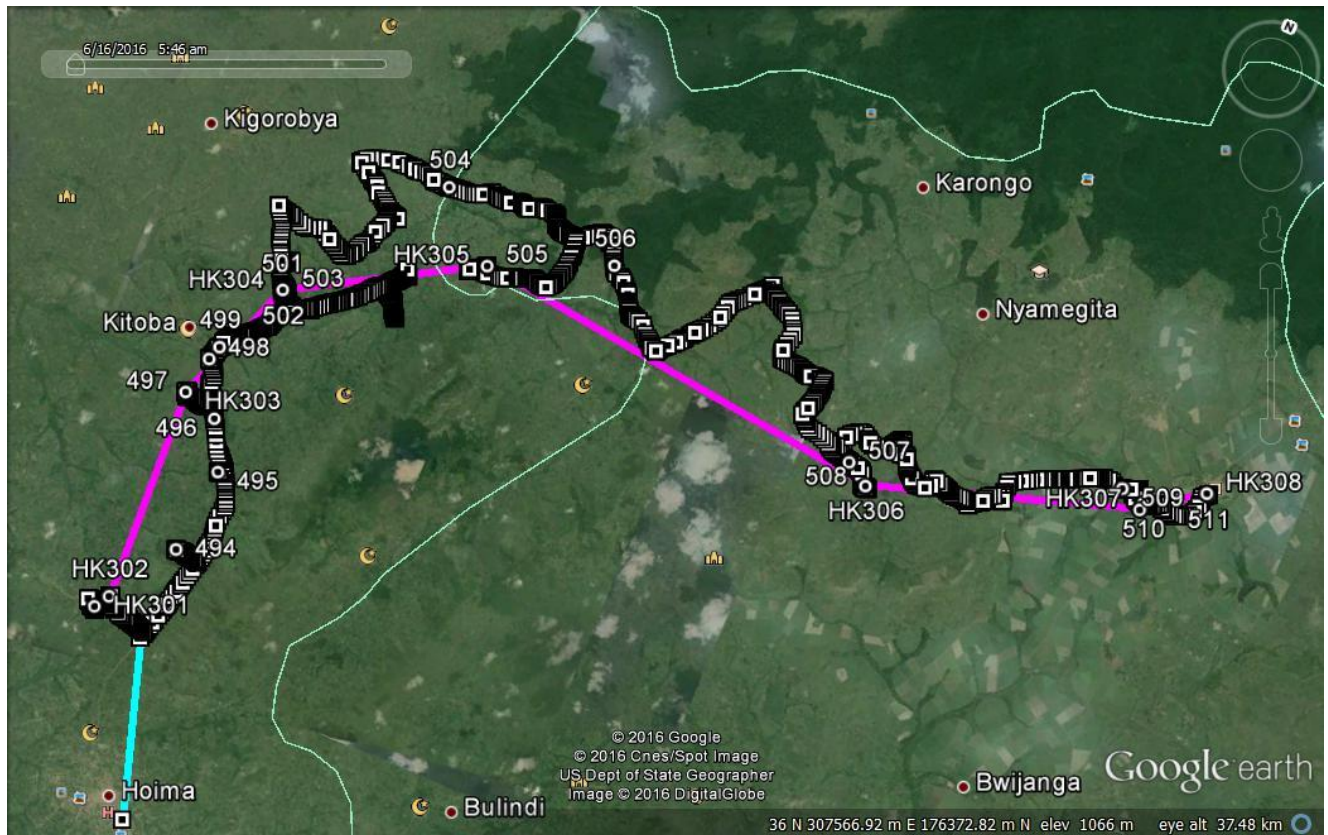 6/16/2016 5:46 am
N
Kigorobya
504
Karongo
HK305
505
506
501
HK304
503
Nyamegita
Kitoba
499
502
498
497
HK303
496
507
495
508
HK306
HK307
509
HK308
510
511
494
HK302
HK301
© 2016 Google
© 2016 Cnes/Spot Image
US Dept of State Geographer
Image © 2016 DigitalGlobe
Google earth
Hoima
H
Bulindi
Bwijanga
36 N 307566.92 m E 176372.82 m N elev 1066 m eye alt 37.48 km